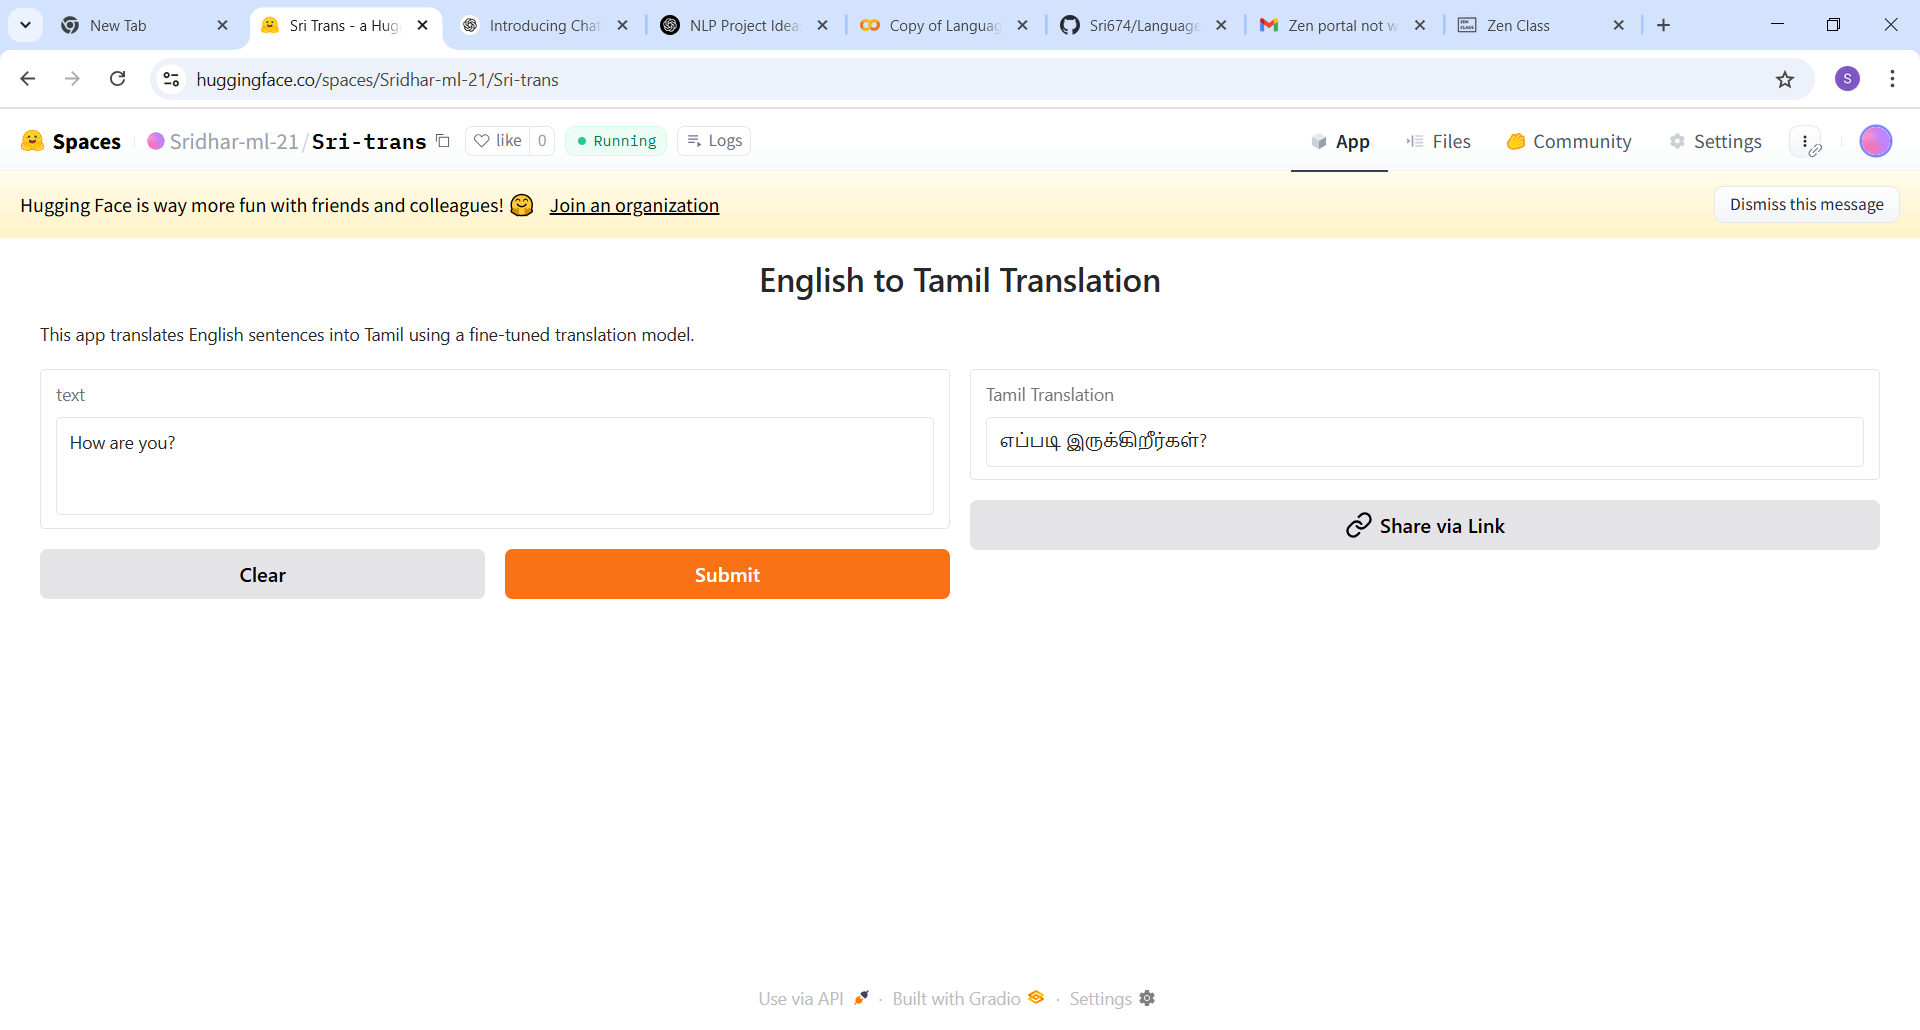 New Tab
Sri Trans - a Hug
Introducing Chat
NLP Project Idea
Copy of Languag
Sri674/Language
Zen portal not w
Zen Class
huggingface.co/spaces/Sridhar-ml-21/Sri-trans
S
Spaces Sridhar-ml-21/Sri-trans like 0 Running Logs App Files Community Settings
Hugging Face is way more fun with friends and colleagues! 🤗 Join an organization Dismiss this message
English to Tamil Translation
This app translates English sentences into Tamil using a fine-tuned translation model.
text
How are you?
Clear Submit
Tamil Translation
எப்படி இருக்கிறீர்கள்?
Share via Link
Use via API · Built with Gradio · Settings